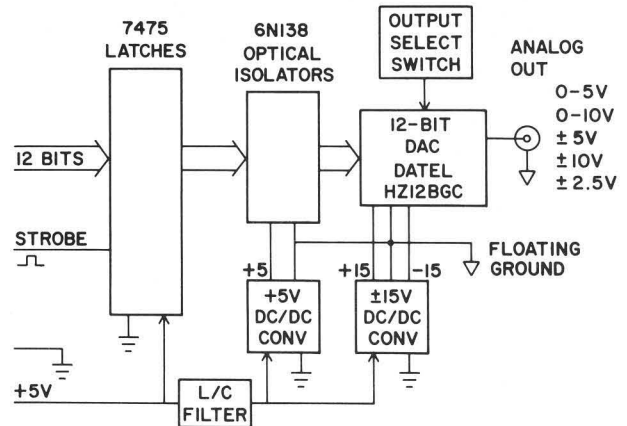 7475
LATCHES
6N138
OPTICAL
ISOLATORS
OUTPUT
SELECT
SWITCH
ANALOG
OUT
0-5V
0-10V
±5V
±10V
±2.5V
12 BITS
12-BIT
DAC
DATEL
HZ12BGC
STROBE
FLOATING
GROUND
+5
+15
-15
+5V
DC/DC
CONV
±15V
DC/DC
CONV
+5V
L/C
FILTER